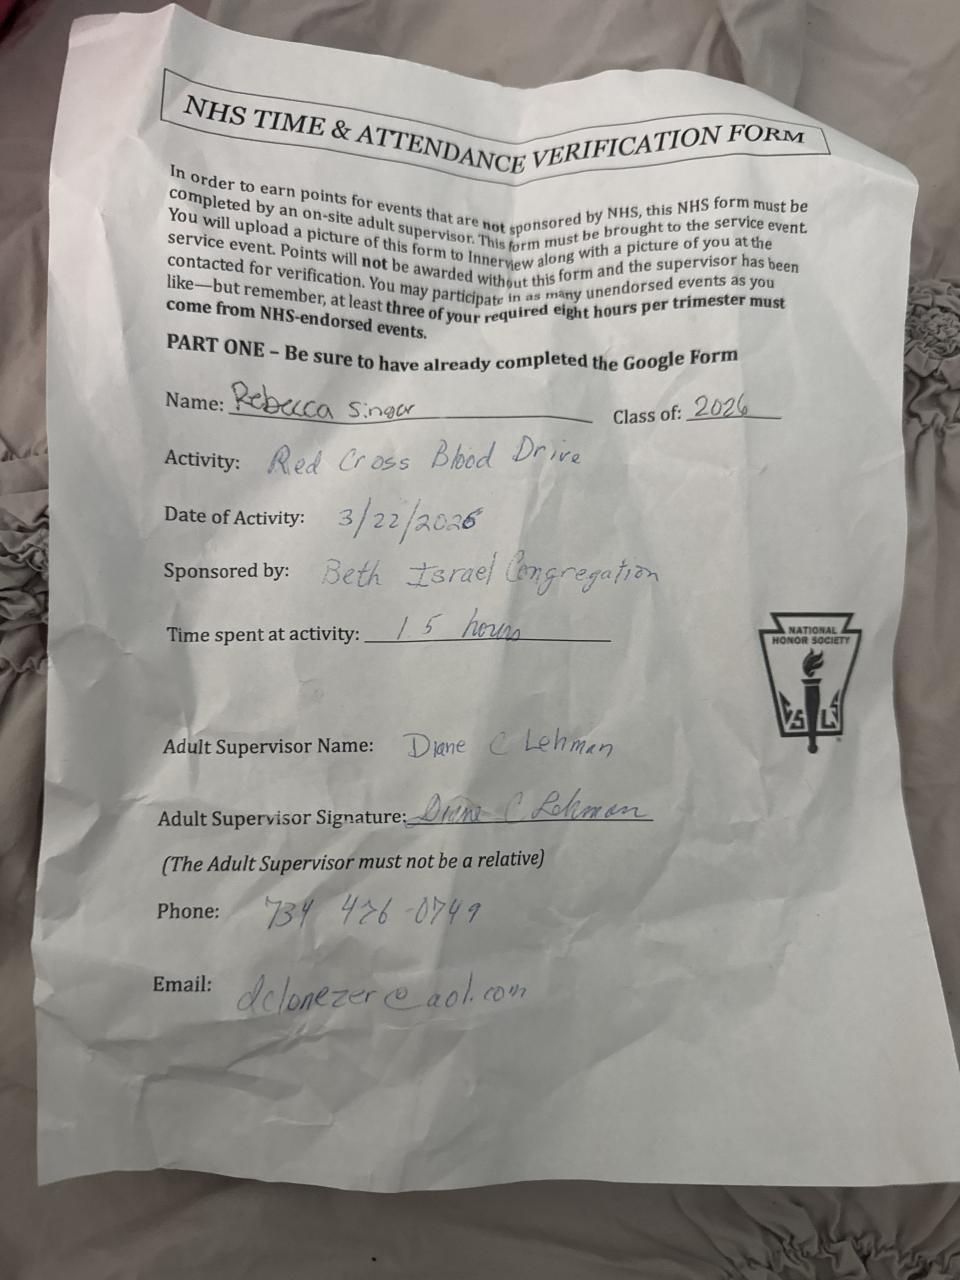 NHS TIME & ATTENDANCE VERIFICATION FORM
In order to earn points for events that are not sponsored by NHS, this NHS form must be
completed by an on-site adult supervisor. This form must be brought to the service event.
You will upload a picture of this form to Innerview along with a picture of you at the
service event. Points will not be awarded without this form and the supervisor has been
contacted for verification. You may participate in as many unendorsed events as you
like—but remember, at least three of your required eight hours per trimester must
come from NHS-endorsed events.
PART ONE – Be sure to have already completed the Google Form
Name: Rebecca Singer Class of: 2026
Activity: Red Cross Blood Drive
Date of Activity: 3/22/2026
Sponsored by: Beth Israel Congregation
Time spent at activity: 1.5 hours
NATIONAL
HONOR SOCIETY
Adult Supervisor Name: Diane C Lehman
Adult Supervisor Signature: Diane C Lehman
(The Adult Supervisor must not be a relative)
Phone: 734 476-0749
Email: dclonezer@aol.com